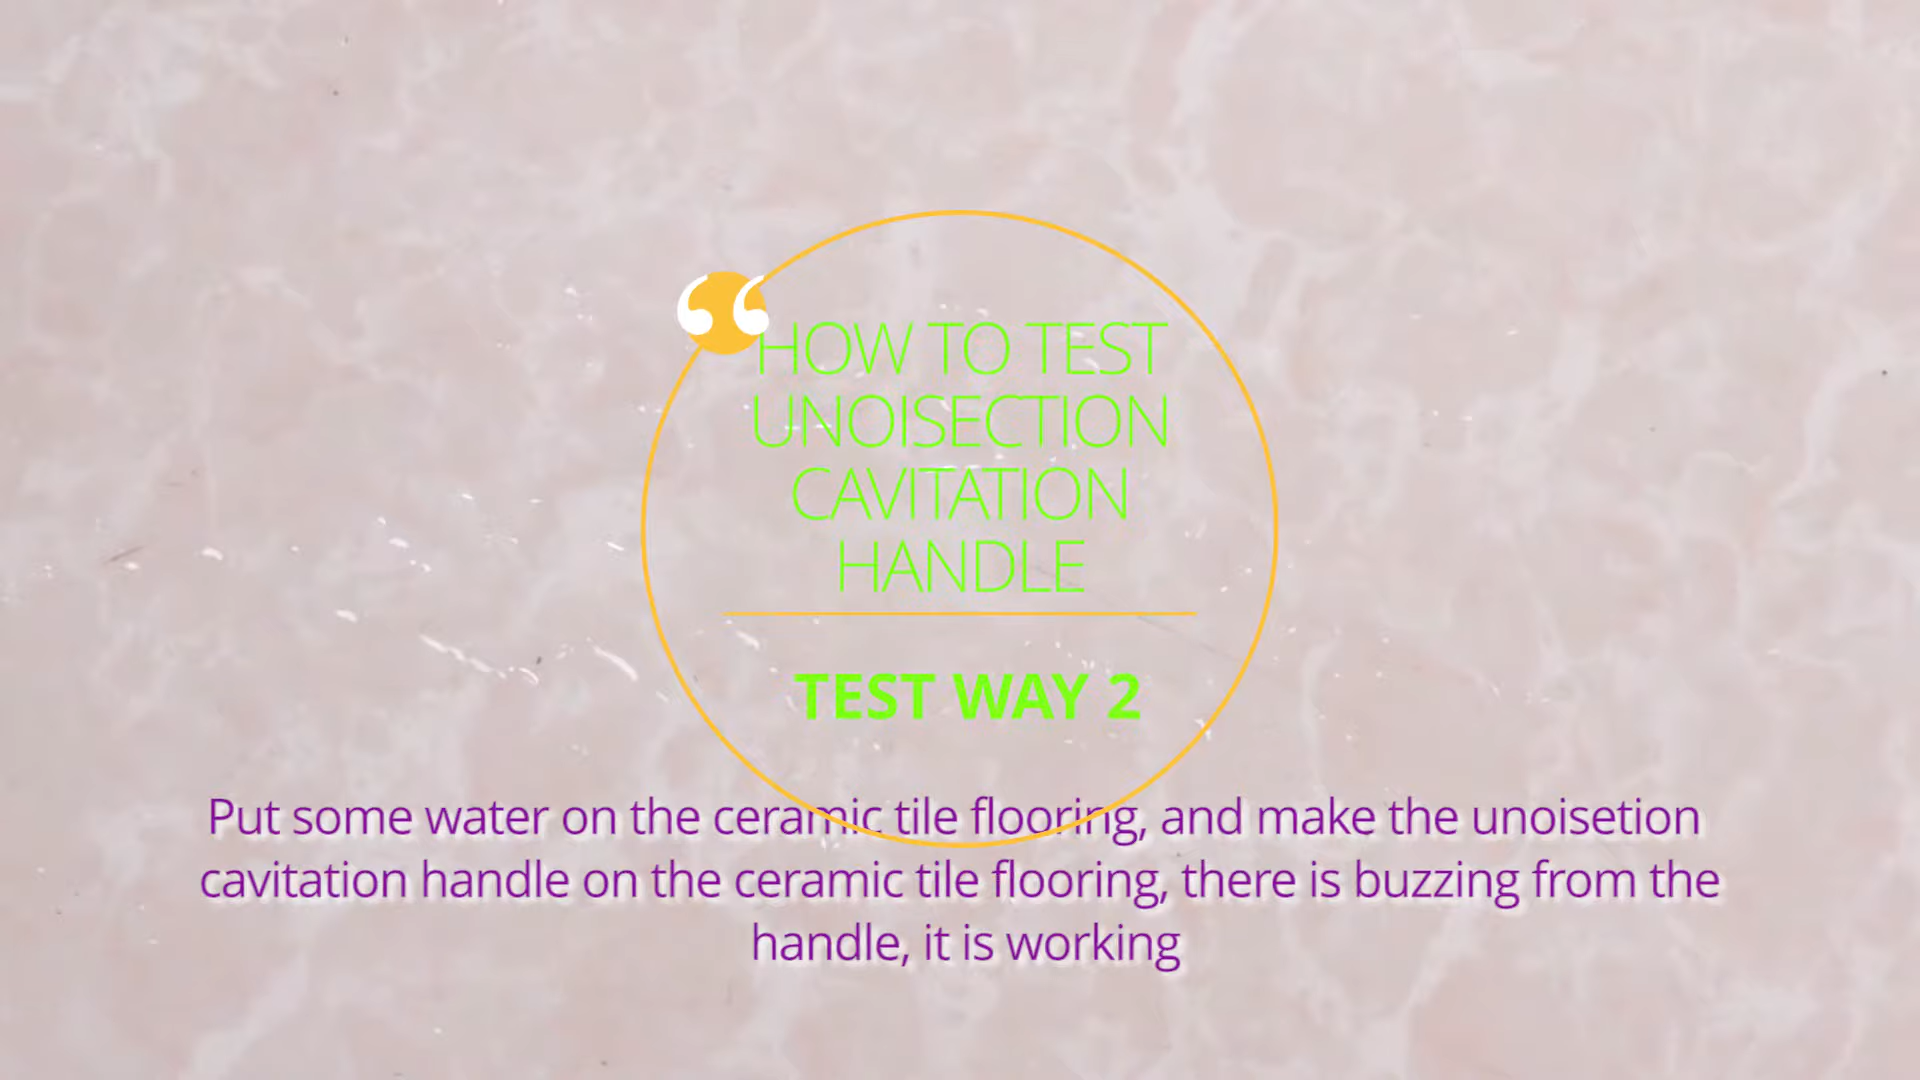 HOW TO TEST
UNOISECTION
CAVITATION
HANDLE
TEST WAY 2
Put some water on the ceramic tile flooring, and make the unoisetion
cavitation handle on the ceramic tile flooring, there is buzzing from the
handle, it is working